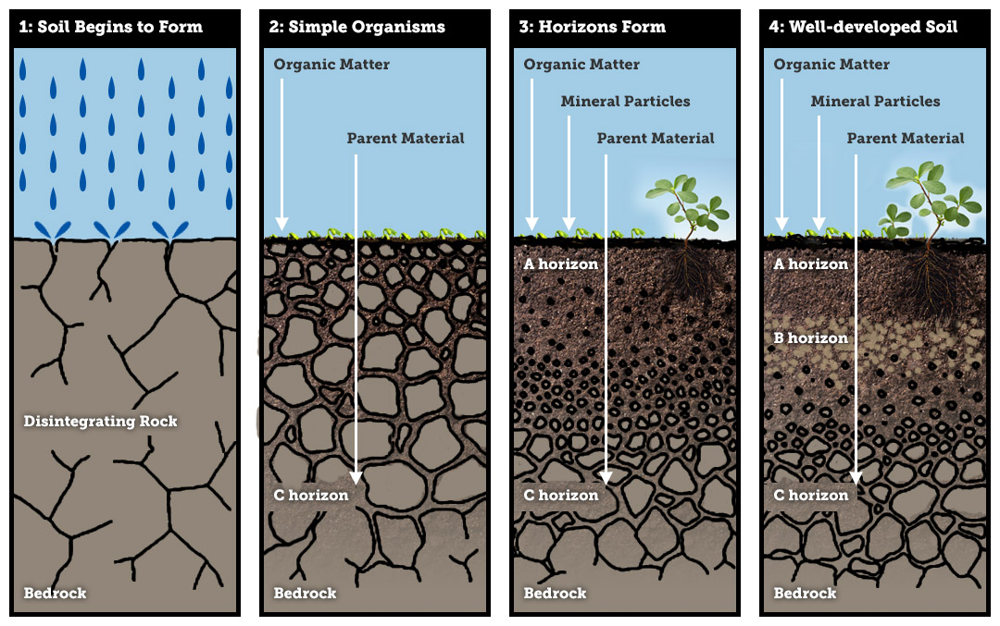 1: Soil Begins to Form
Disintegrating Rock
Bedrock
2: Simple Organisms
Organic Matter
Parent Material
C horizon
Bedrock
3: Horizons Form
Organic Matter
Mineral Particles
Parent Material
A horizon
C horizon
Bedrock
4: Well-developed Soil
Organic Matter
Mineral Particles
Parent Material
A horizon
B horizon
C horizon
Bedrock